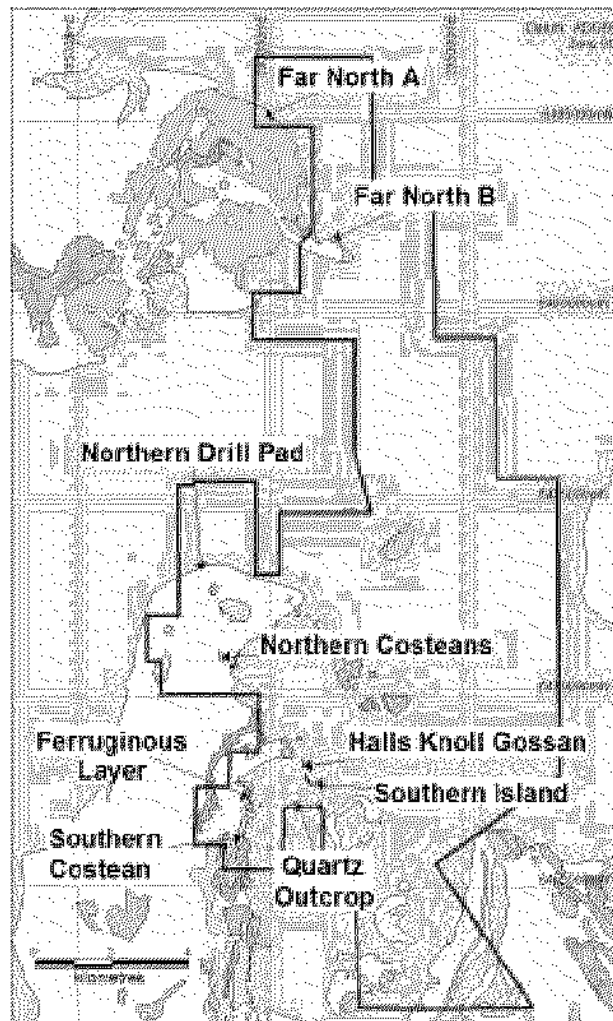 Far North A
Far North B
Northern Drill Pad
Northern Costeans
Ferruginous
Layer
Halls Knoll Gossan
Southern Island
Southern
Costean
Quartz
Outcrop